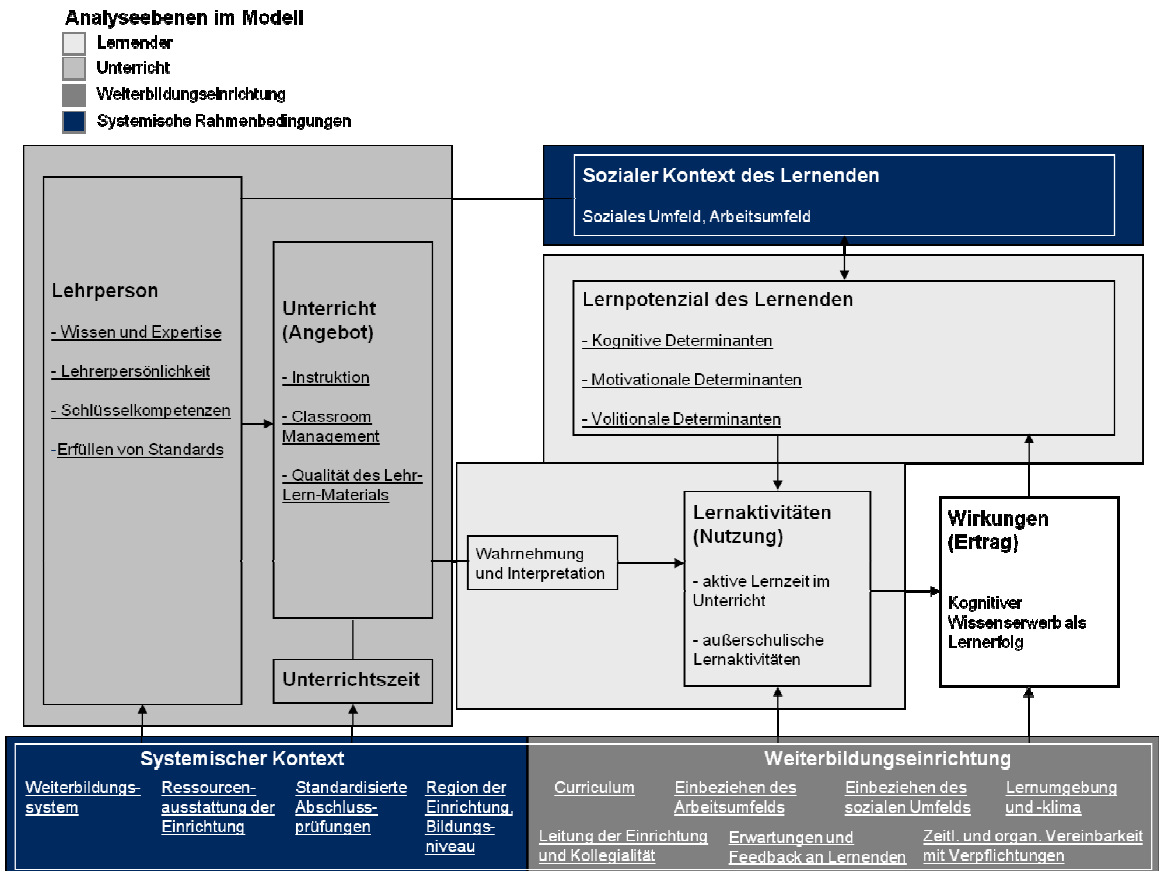 Analyseebenen im Modell
Lernender
Unterricht
Weiterbildungseinrichtung
Systemische Rahmenbedingungen
Lehrperson
- Wissen und Expertise
- Lehrerpersönlichkeit
- Schlüsselkompetenzen
-Erfüllen von Standards
Unterricht
(Angebot)
- Instruktion
- Classroom
Management
- Qualität des Lehr-
Lern-Materials
Unterrichtszeit
Sozialer Kontext des Lernenden
Soziales Umfeld, Arbeitsumfeld
Lernpotenzial des Lernenden
- Kognitive Determinanten
- Motivationale Determinanten
- Volitionale Determinanten
Wahrnehmung
und Interpretation
Lernaktivitäten
(Nutzung)
- aktive Lernzeit im
Unterricht
- außerschulische
Lernaktivitäten
Wirkungen
(Ertrag)
Kognitiver
Wissenserwerb als
Lernerfolg
Systemischer Kontext
Weiterbildungs-
system
Ressourcen-
ausstattung der
Einrichtung
Standardisierte
Abschluss-
prüfungen
Region der
Einrichtung,
Bildungs-
niveau
Weiterbildungseinrichtung
Curriculum
Einbeziehen des
Arbeitsumfelds
Einbeziehen des
sozialen Umfelds
Lernumgebung
und -klima
Leitung der Einrichtung
und Kollegialität
Erwartungen und
Feedback an Lernenden
Zeitl. und organ. Vereinbarkeit
mit Verpflichtungen